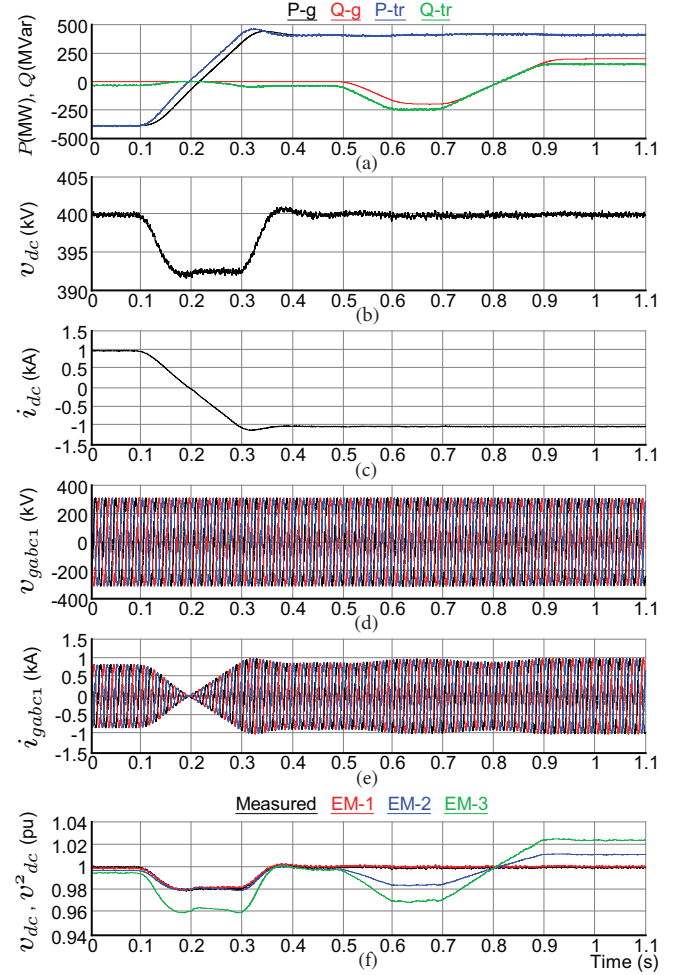 P-g Q-g P-tr Q-tr
P(MW), Q(MVar)
500
250
0
-250
-500
0 0.1 0.2 0.3 0.4 0.5 0.6 0.7 0.8 0.9 1 1.1
(a)
v_dc (kV)
405
400
395
390
0 0.1 0.2 0.3 0.4 0.5 0.6 0.7 0.8 0.9 1 1.1
(b)
i_dc (kA)
1.5
1
0.5
0
-0.5
-1
-1.5
0 0.1 0.2 0.3 0.4 0.5 0.6 0.7 0.8 0.9 1 1.1
(c)
v_gabc1 (kV)
400
200
0
-200
-400
0 0.1 0.2 0.3 0.4 0.5 0.6 0.7 0.8 0.9 1 1.1
(d)
i_gabc1 (kA)
1.5
1
0.5
0
-0.5
-1
-1.5
0 0.1 0.2 0.3 0.4 0.5 0.6 0.7 0.8 0.9 1 1.1
(e)
Measured EM-1 EM-2 EM-3
v_dc , v²_dc (pu)
1.04
1.02
1
0.98
0.96
0.94
0 0.1 0.2 0.3 0.4 0.5 0.6 0.7 0.8 0.9 1 1.1
(f)
Time (s)